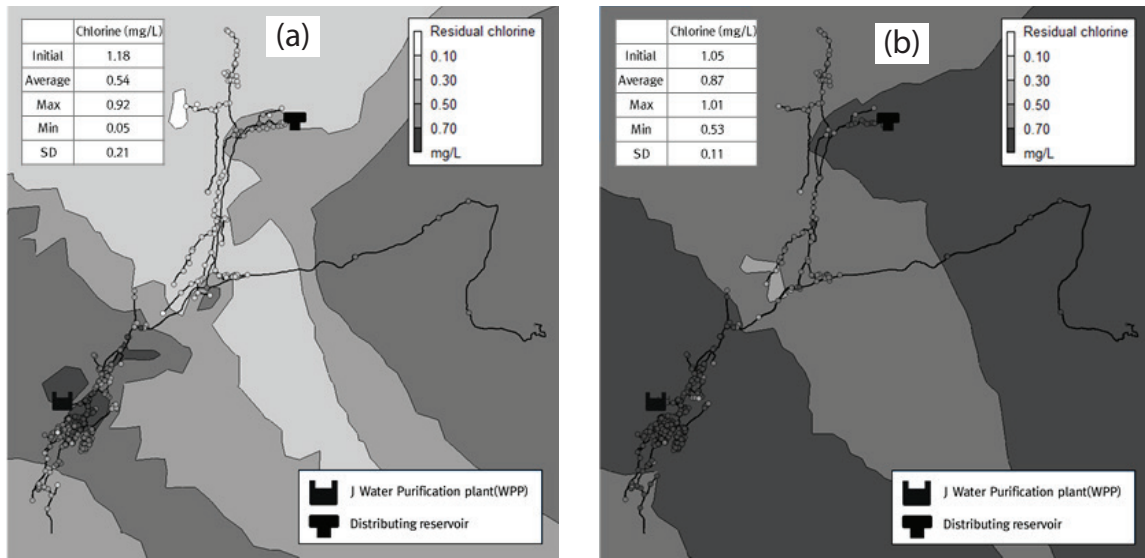 (a)
Chlorine (mg/L)
Initial 1.18
Average 0.54
Max 0.92
Min 0.05
SD 0.21
Residual chlorine
0.10
0.30
0.50
0.70
mg/L
J Water Purification plant(WPP)
Distributing reservoir
(b)
Chlorine (mg/L)
Initial 1.05
Average 0.87
Max 1.01
Min 0.53
SD 0.11
Residual chlorine
0.10
0.30
0.50
0.70
mg/L
J Water Purification plant(WPP)
Distributing reservoir